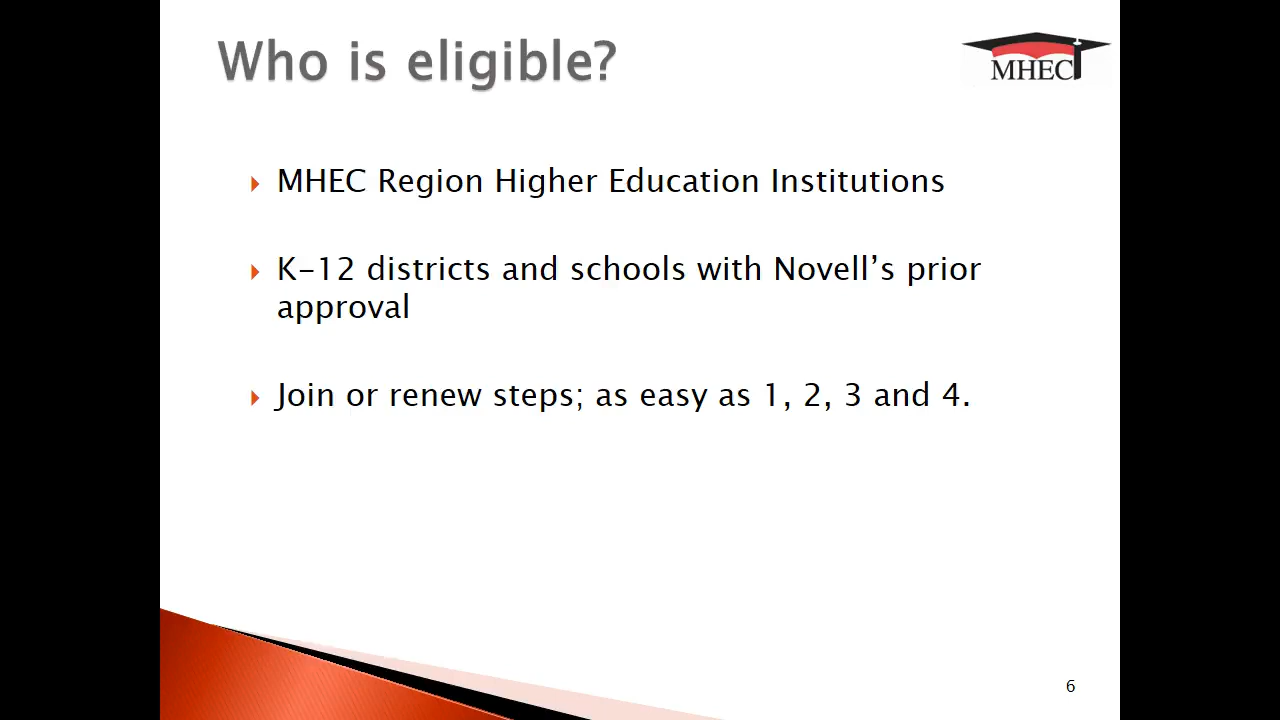 Who is eligible?
MHEC
MHEC Region Higher Education Institutions
K-12 districts and schools with Novell’s prior
approval
Join or renew steps; as easy as 1, 2, 3 and 4.
6